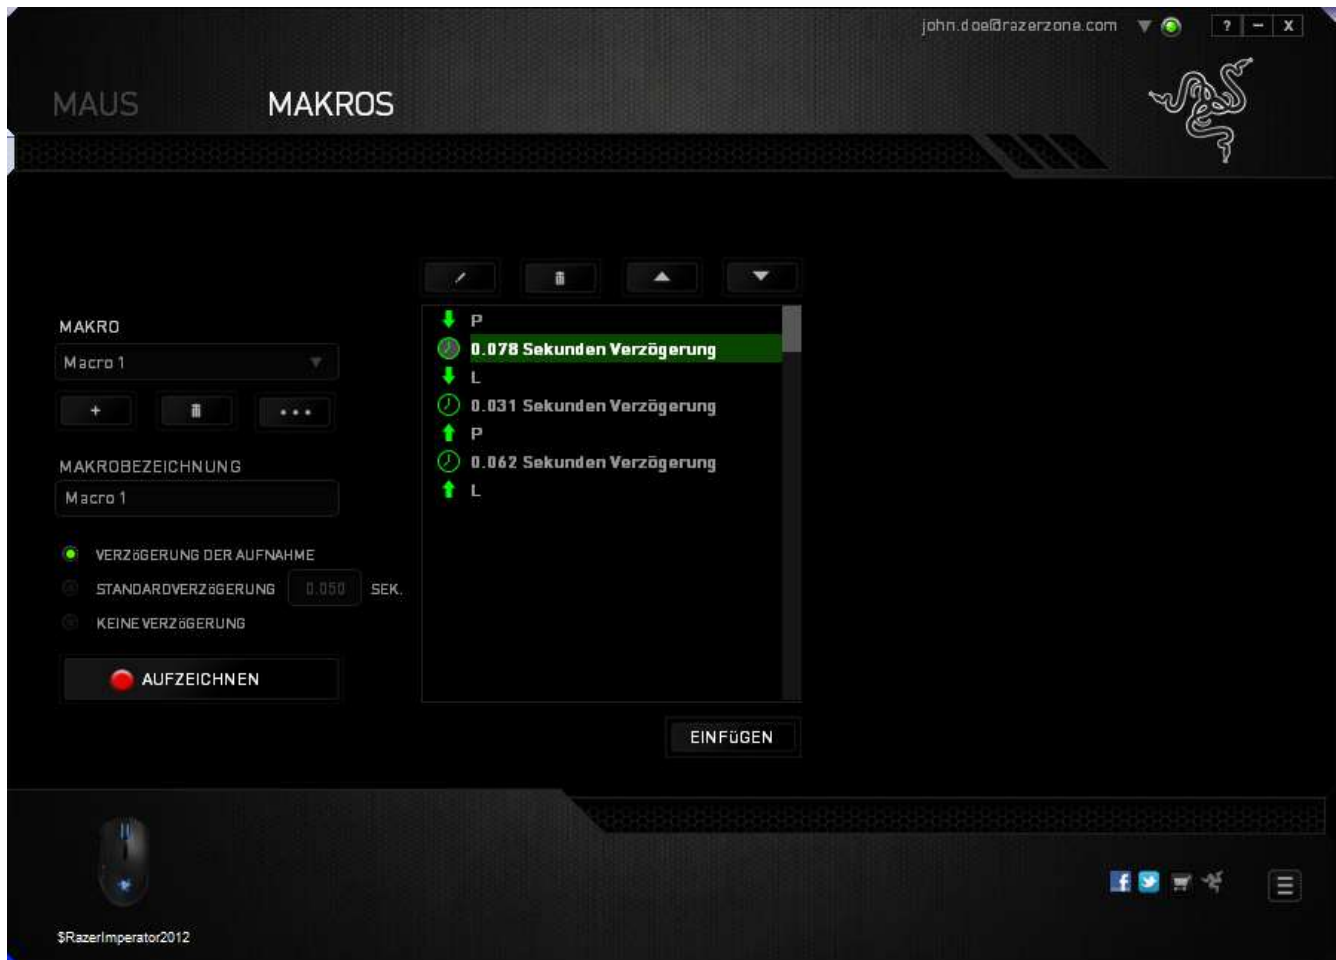 john.doe@razerzone.com
? – X
MAUS MAKROS
MAKRO
Macro 1
+ •••
MAKROBEZEICHNUNG
Macro 1
VERZöGERUNG DER AUFNAHME
STANDARDVERZöGERUNG 0.050 SEK.
KEINE VERZöGERUNG
AUFZEICHNEN
P
0.078 Sekunden Verzögerung
L
0.031 Sekunden Verzögerung
P
0.062 Sekunden Verzögerung
L
EINFüGEN
$RazerImperator2012